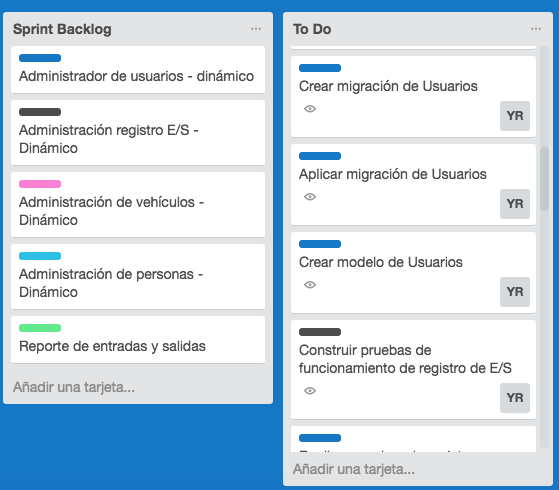 Sprint Backlog
Administrador de usuarios - dinámico
Administración registro E/S -
Dinámico
Administración de vehículos -
Dinámico
Administración de personas -
Dinámico
Reporte de entradas y salidas
Añadir una tarjeta...
To Do
Crear migración de Usuarios
YR
Aplicar migración de Usuarios
YR
Crear modelo de Usuarios
YR
Construir pruebas de
funcionamiento de registro de E/S
YR
Añadir una tarjeta...